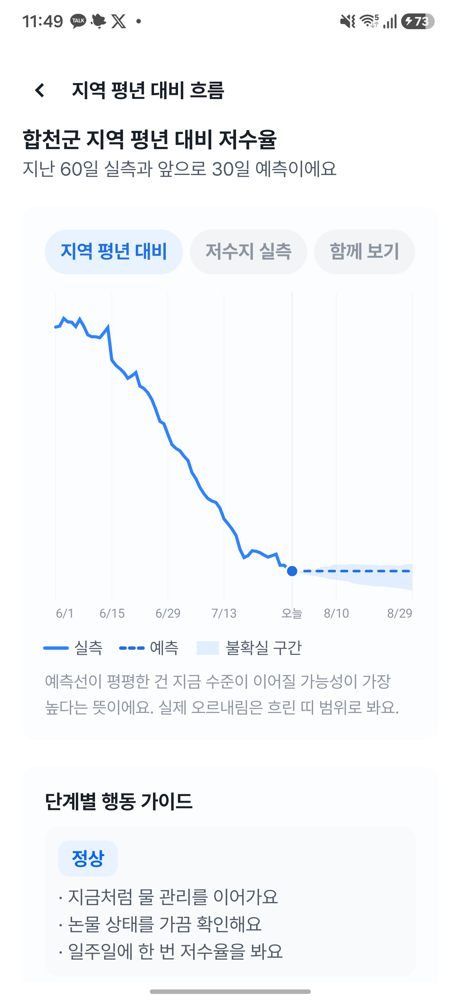 11:49 TALK 5 73
지역 평년 대비 흐름
합천군 지역 평년 대비 저수율
지난 60일 실측과 앞으로 30일 예측이에요
지역 평년 대비 저수지 실측 함께 보기
6/1 6/15 6/29 7/13 오늘 8/10 8/29
실측 예측 불확실 구간
예측선이 평평한 건 지금 수준이 이어질 가능성이 가장
높다는 뜻이에요. 실제 오르내림은 흐린 띠 범위로 봐요.
단계별 행동 가이드
정상
· 지금처럼 물 관리를 이어가요
· 논물 상태를 가끔 확인해요
· 일주일에 한 번 저수율을 봐요